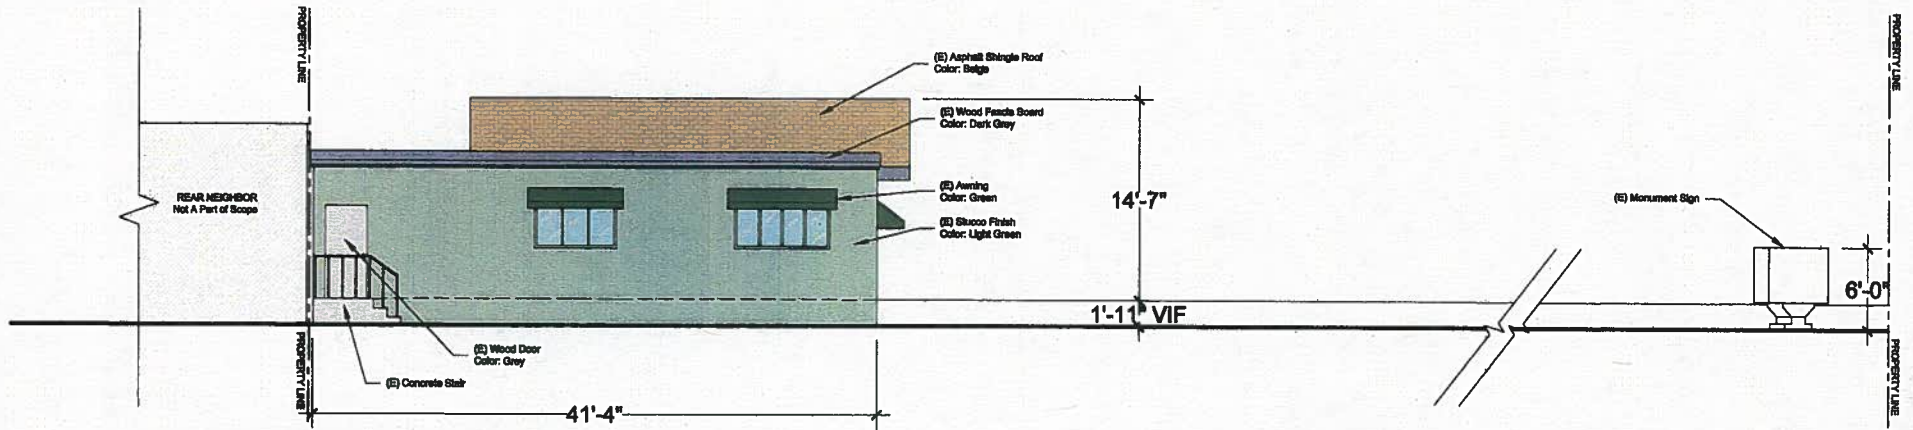 PROPERTY LINE
PROPERTY LINE
(E) Asphalt Shingle Roof
Color: Beige
(E) Wood Fascia Board
Color: Dark Grey
REAR NEIGHBOR
Not A Part of Scope
(E) Awning
Color: Green
14'-7"
(E) Monument Sign
(E) Stucco Finish
Color: Light Green
6'-0"
1'-11" VIF
(E) Wood Door
Color: Grey
(E) Concrete Stair
PROPERTY LINE
PROPERTY LINE
41'-4"